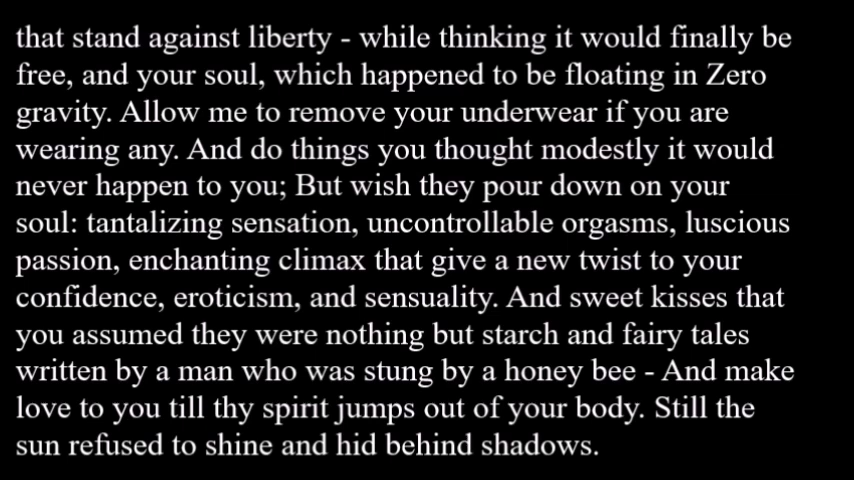 that stand against liberty - while thinking it would finally be
free, and your soul, which happened to be floating in Zero
gravity. Allow me to remove your underwear if you are
wearing any. And do things you thought modestly it would
never happen to you; But wish they pour down on your
soul: tantalizing sensation, uncontrollable orgasms, luscious
passion, enchanting climax that give a new twist to your
confidence, eroticism, and sensuality. And sweet kisses that
you assumed they were nothing but starch and fairy tales
written by a man who was stung by a honey bee - And make
love to you till thy spirit jumps out of your body. Still the
sun refused to shine and hid behind shadows.